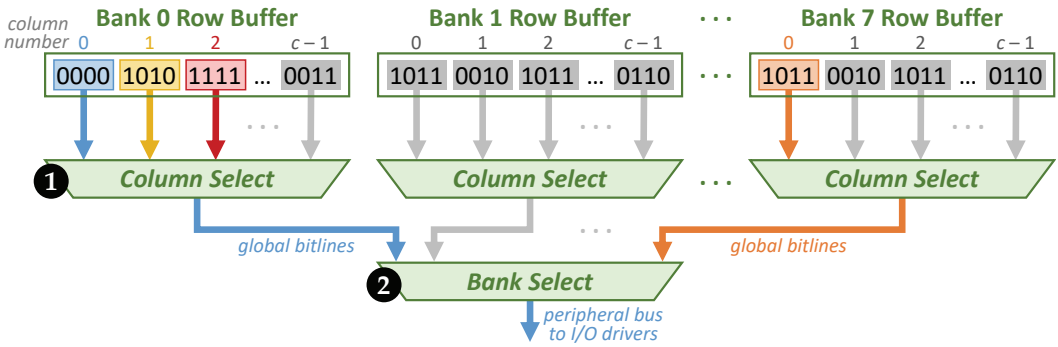 Bank 0 Row Buffer Bank 1 Row Buffer · · · Bank 7 Row Buffer
column
number 0 1 2 c – 1 0 1 2 c – 1 0 1 2 c – 1
0000 1010 1111 ... 0011 1011 0010 1011 ... 0110 · · · 1011 0010 1011 ... 0110
· · · · · · · · ·
1 Column Select Column Select · · · Column Select
global bitlines · · · global bitlines
2 Bank Select
peripheral bus
to I/O drivers